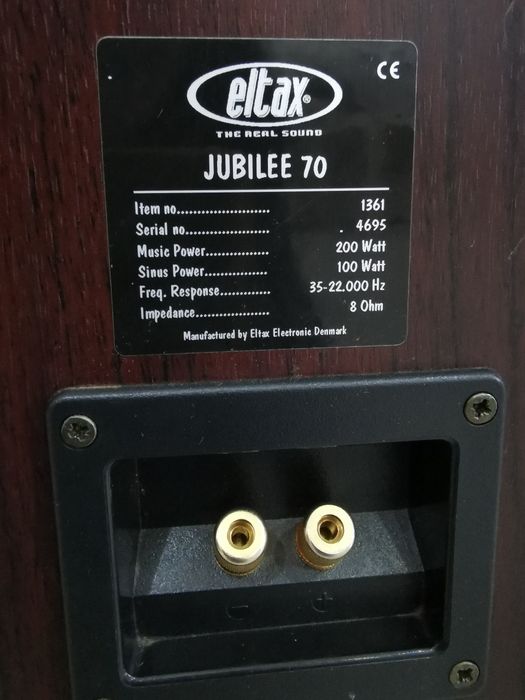 CE
eltax®
THE REAL SOUND
JUBILEE 70
Item no....................... 1361
Serial no..................... 4695
Music Power................ 200 Watt
Sinus Power............... 100 Watt
Freq. Response............ 35-22.000 Hz
Impedance.................. 8 Ohm
Manufactured by Eltax Electronic Denmark
- +